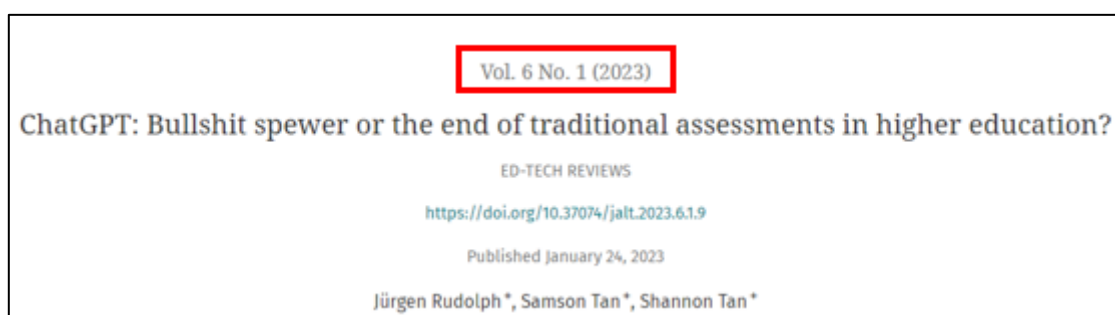 Vol. 6 No. 1 (2023)
ChatGPT: Bullshit spewer or the end of traditional assessments in higher education?
ED-TECH REVIEWS
https://doi.org/10.37074/jalt.2023.6.1.9
Published January 24, 2023
Jürgen Rudolph*, Samson Tan*, Shannon Tan*